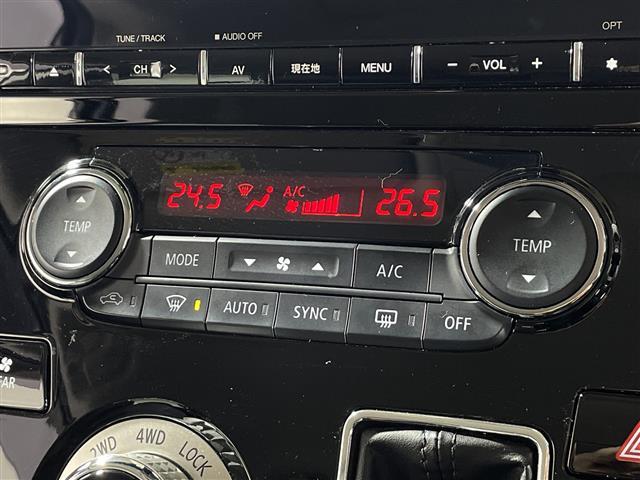 TUNE / TRACK
AUDIO OFF
OPT
< CH >
AV
現在地
MENU
− VOL +
24.5
A/C
26.5
TEMP
TEMP
MODE
A/C
AUTO
SYNC
OFF
2WD
4WD
LOCK